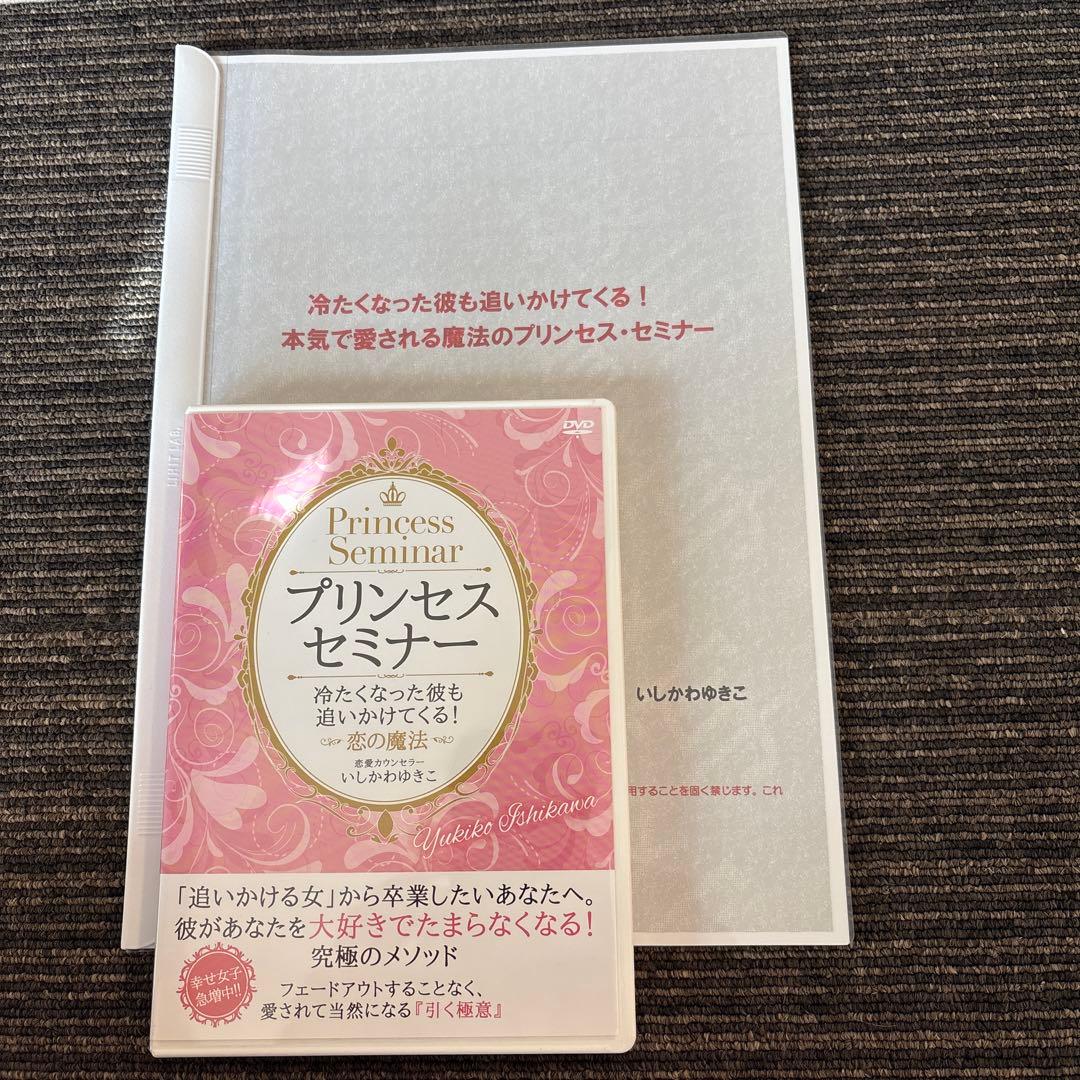 冷たくなった彼も追いかけてくる！
本気で愛される魔法のプリンセス・セミナー
いしかわゆきこ
用することを固く禁じます。これ
LIHIT LAB.
DVD
Princess
Seminar
プリンセス
セミナー
冷たくなった彼も
追いかけてくる！
恋の魔法
恋愛カウンセラー
いしかわゆきこ
Yukiko Ishikawa
「追いかける女」から卒業したいあなたへ。
彼があなたを大好きでたまらなくなる！
究極のメソッド
幸せ女子
急増中!!
フェードアウトすることなく、
愛されて当然になる『引く極意』